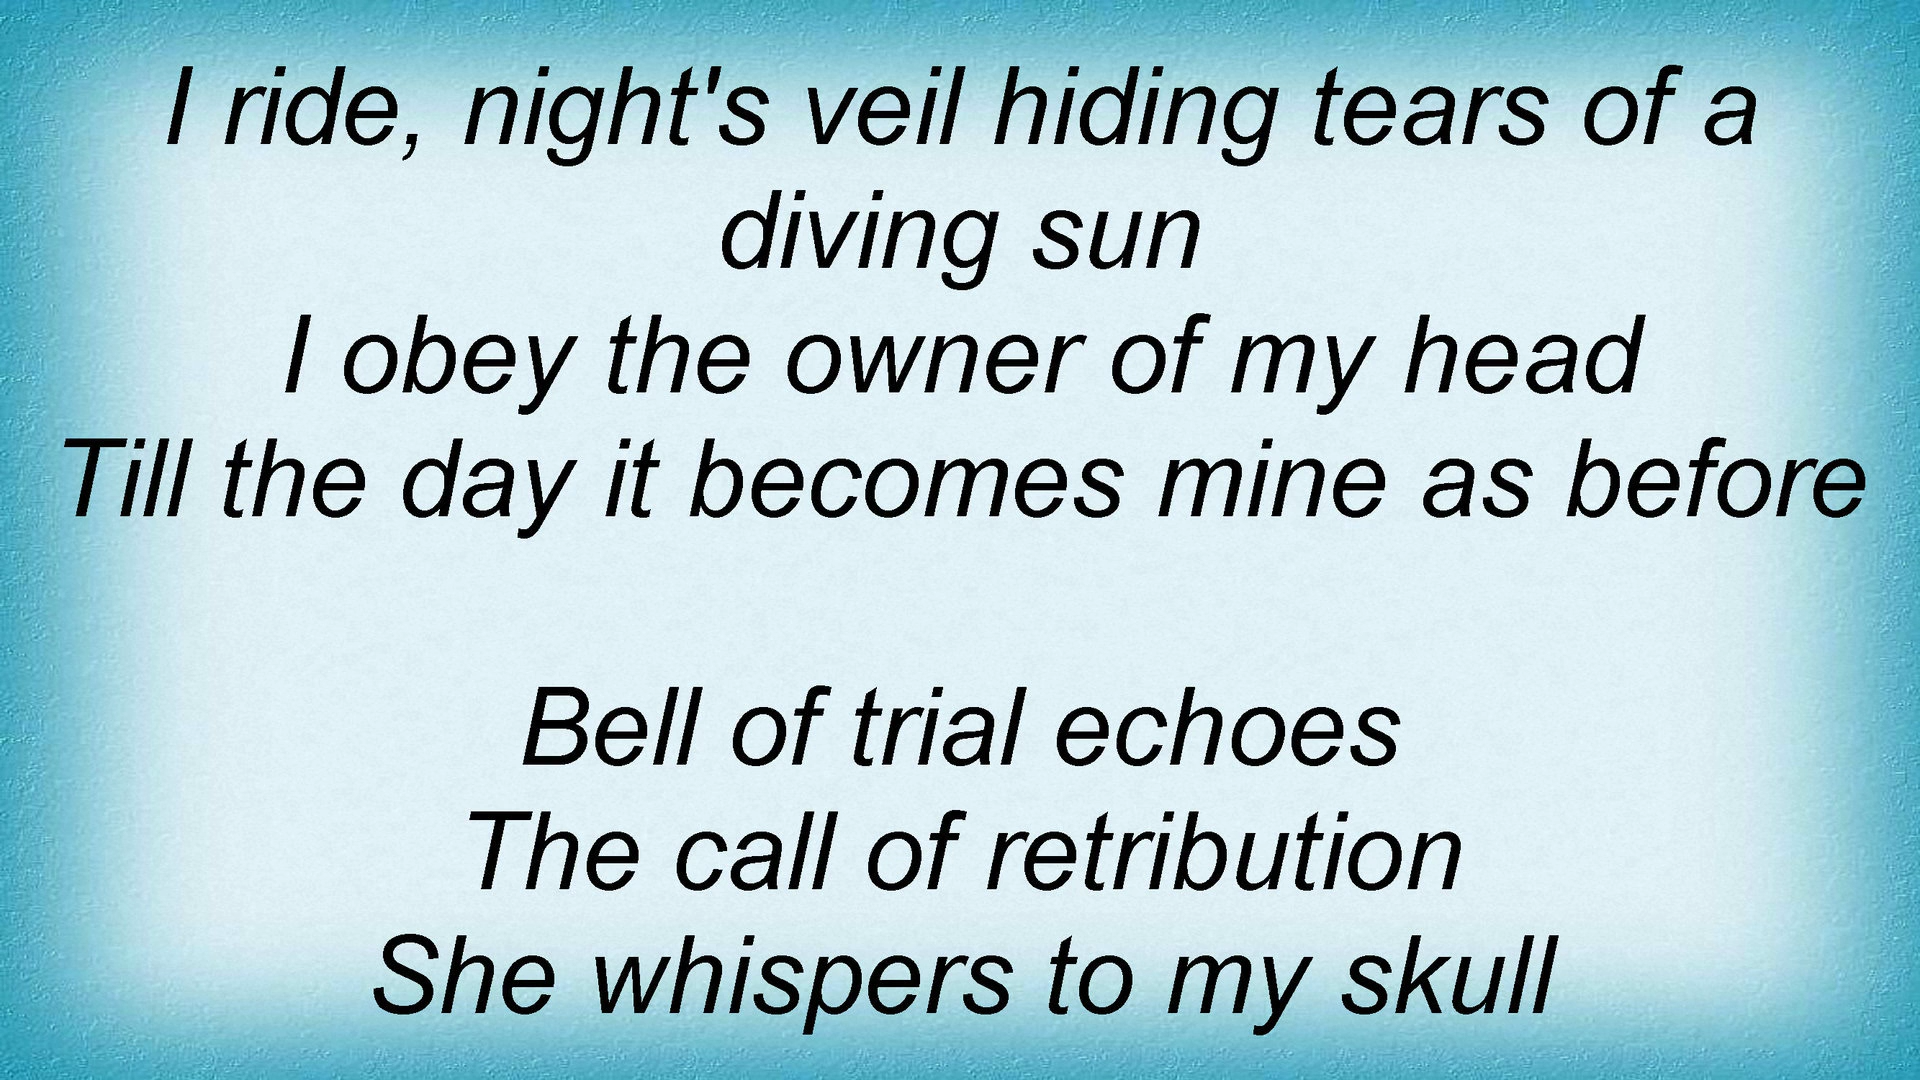 I ride, night's veil hiding tears of a
diving sun
I obey the owner of my head
Till the day it becomes mine as before
Bell of trial echoes
The call of retribution
She whispers to my skull